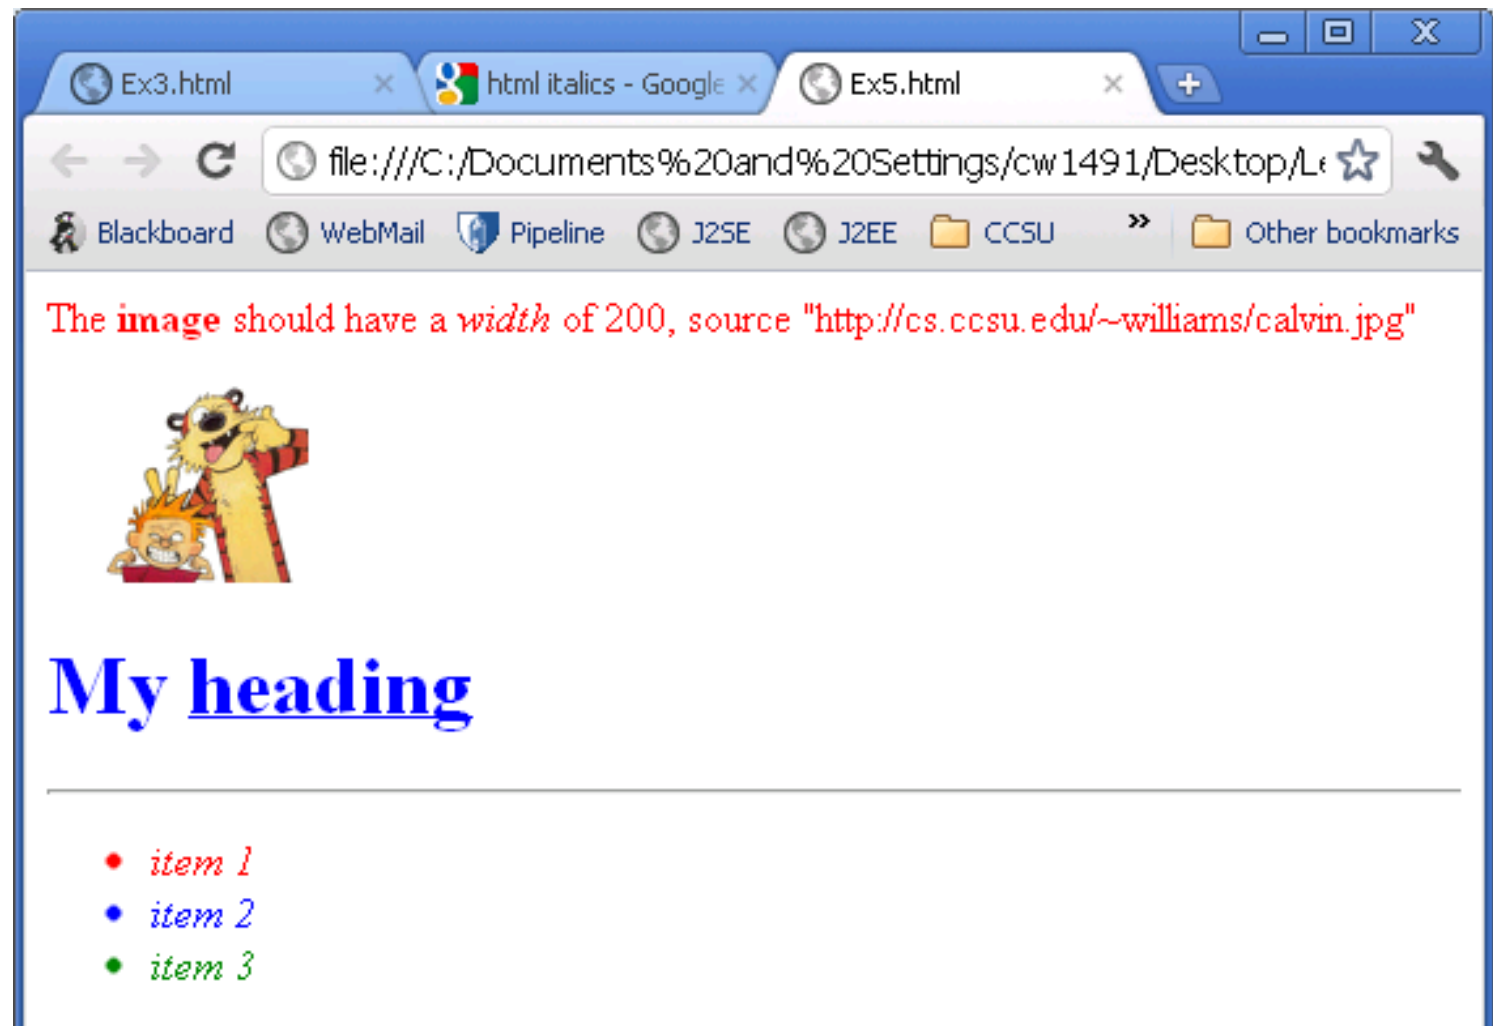 Ex3.html html italics - Google Ex5.html
file:///C:/Documents%20and%20Settings/cw1491/Desktop/Le
Blackboard WebMail Pipeline J2SE J2EE CCSU » Other bookmarks
The image should have a width of 200, source "http://cs.ccsu.edu/~williams/calvin.jpg"
My heading
• item 1
• item 2
• item 3